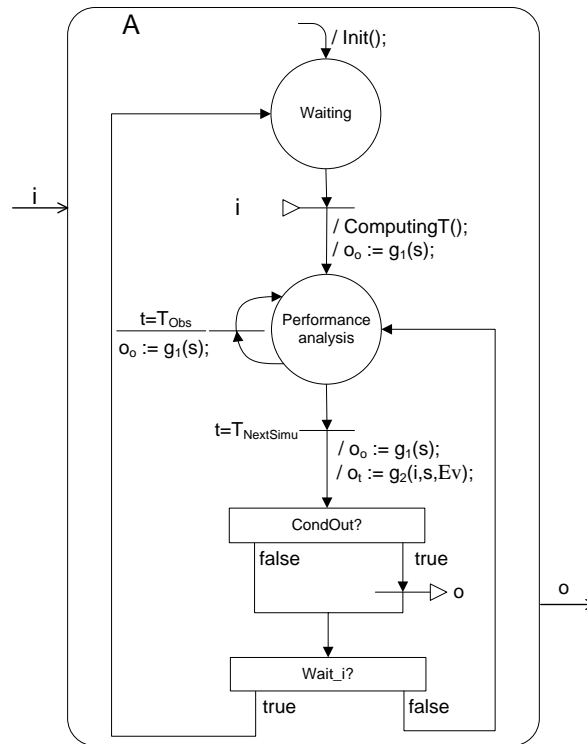 A
/ Init();
Waiting
i
i
/ ComputingT();
/ oₒ := g₁(s);
t=T_Obs
oₒ := g₁(s);
Performance
analysis
t=T_NextSimu
/ oₒ := g₁(s);
/ oₜ := g₂(i,s,Ev);
CondOut?
false
true
o
o
Wait_i?
true
false